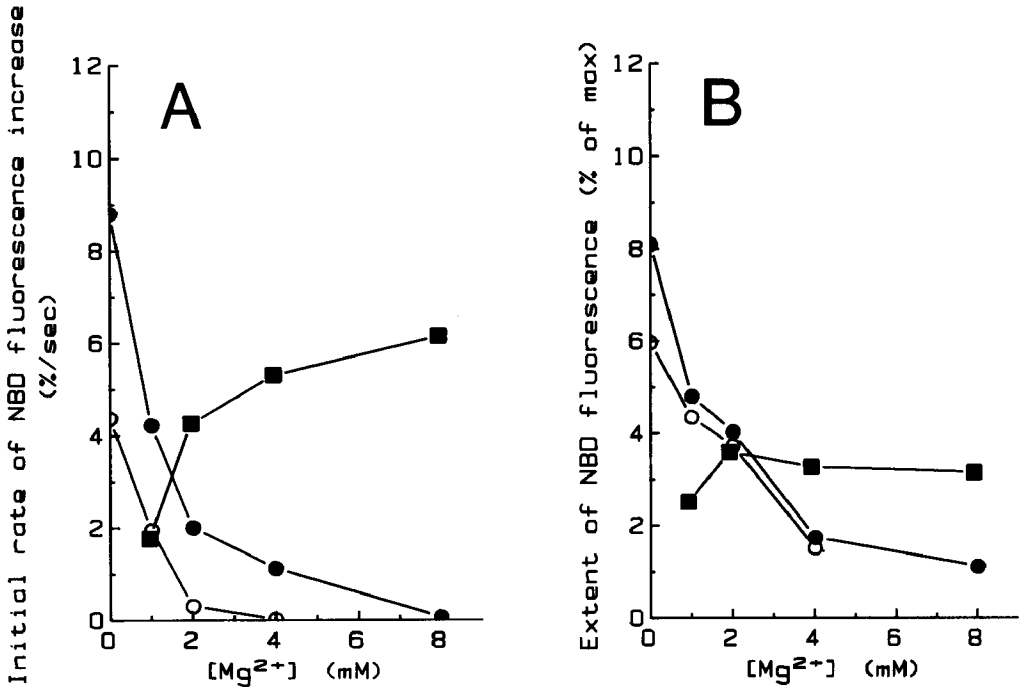 Initial rate of NBD fluorescence increase
(%/sec)
A
12
10
8
6
4
2
0
0 2 4 6 8
[Mg²⁺] (mM)
Extent of NBD fluorescence (% of max)
B
12
10
8
6
4
2
0
0 2 4 6 8
[Mg²⁺] (mM)